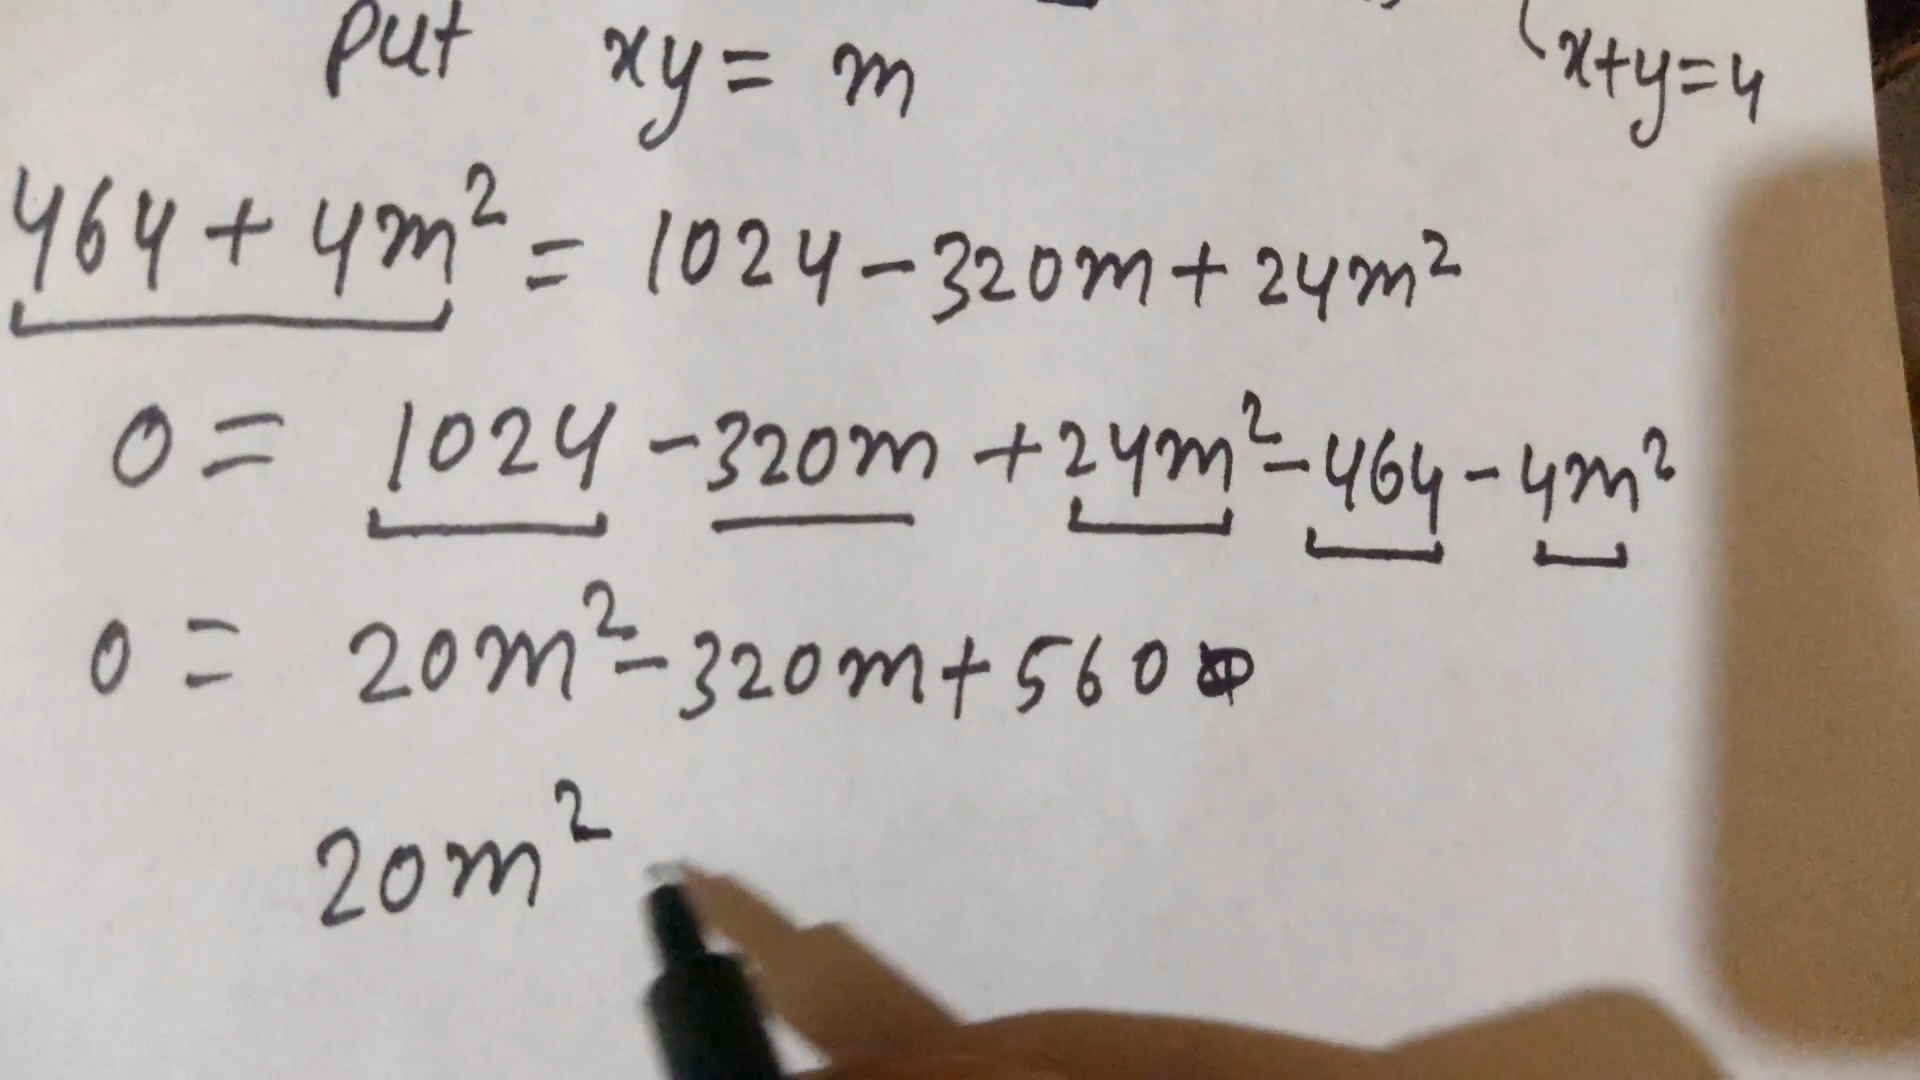 put xy = m
x+y=4
464 + 4m² = 1024 - 320m + 24m²
0 = 1024 - 320m + 24m² - 464 - 4m²
0 = 20m² - 320m + 560
20m²